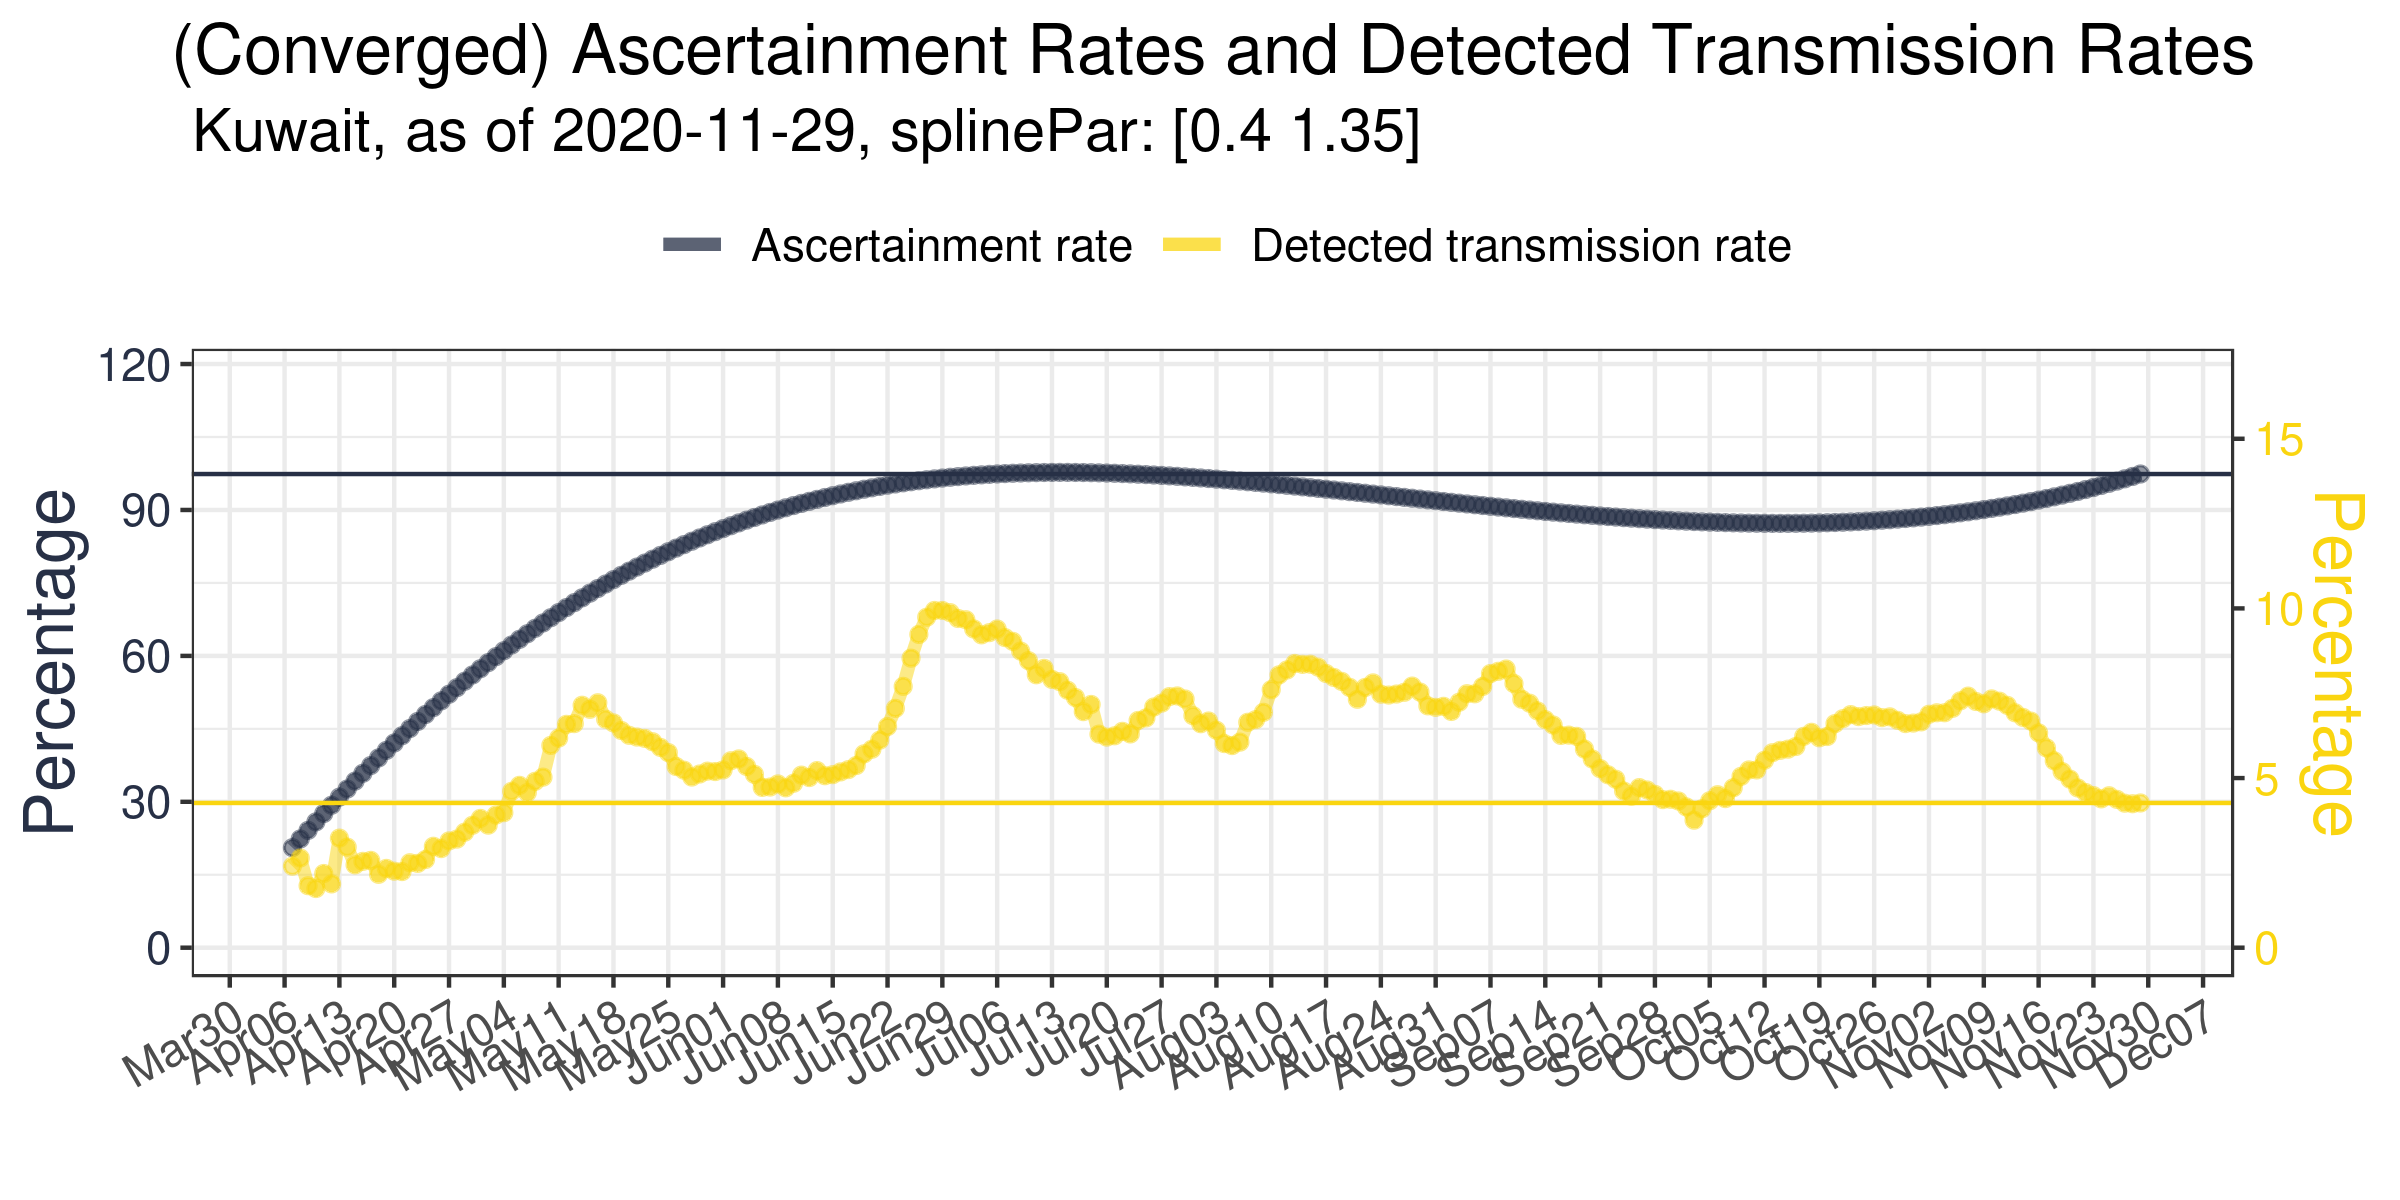 (Converged) Ascertainment Rates and Detected Transmission Rates
Kuwait, as of 2020-11-29, splinePar: [0.4 1.35]
Ascertainment rate
Detected transmission rate
Percentage
120
90
60
30
0
15
10
5
0
Percentage
Mar30
Apr06
Apr13
Apr20
Apr27
May04
May11
May18
May25
Jun01
Jun08
Jun15
Jun22
Jun29
Jul06
Jul13
Jul20
Jul27
Aug03
Aug10
Aug17
Aug24
Aug31
Sep07
Sep14
Sep21
Sep28
Oct05
Oct12
Oct19
Oct26
Nov02
Nov09
Nov16
Nov23
Nov30
Dec07